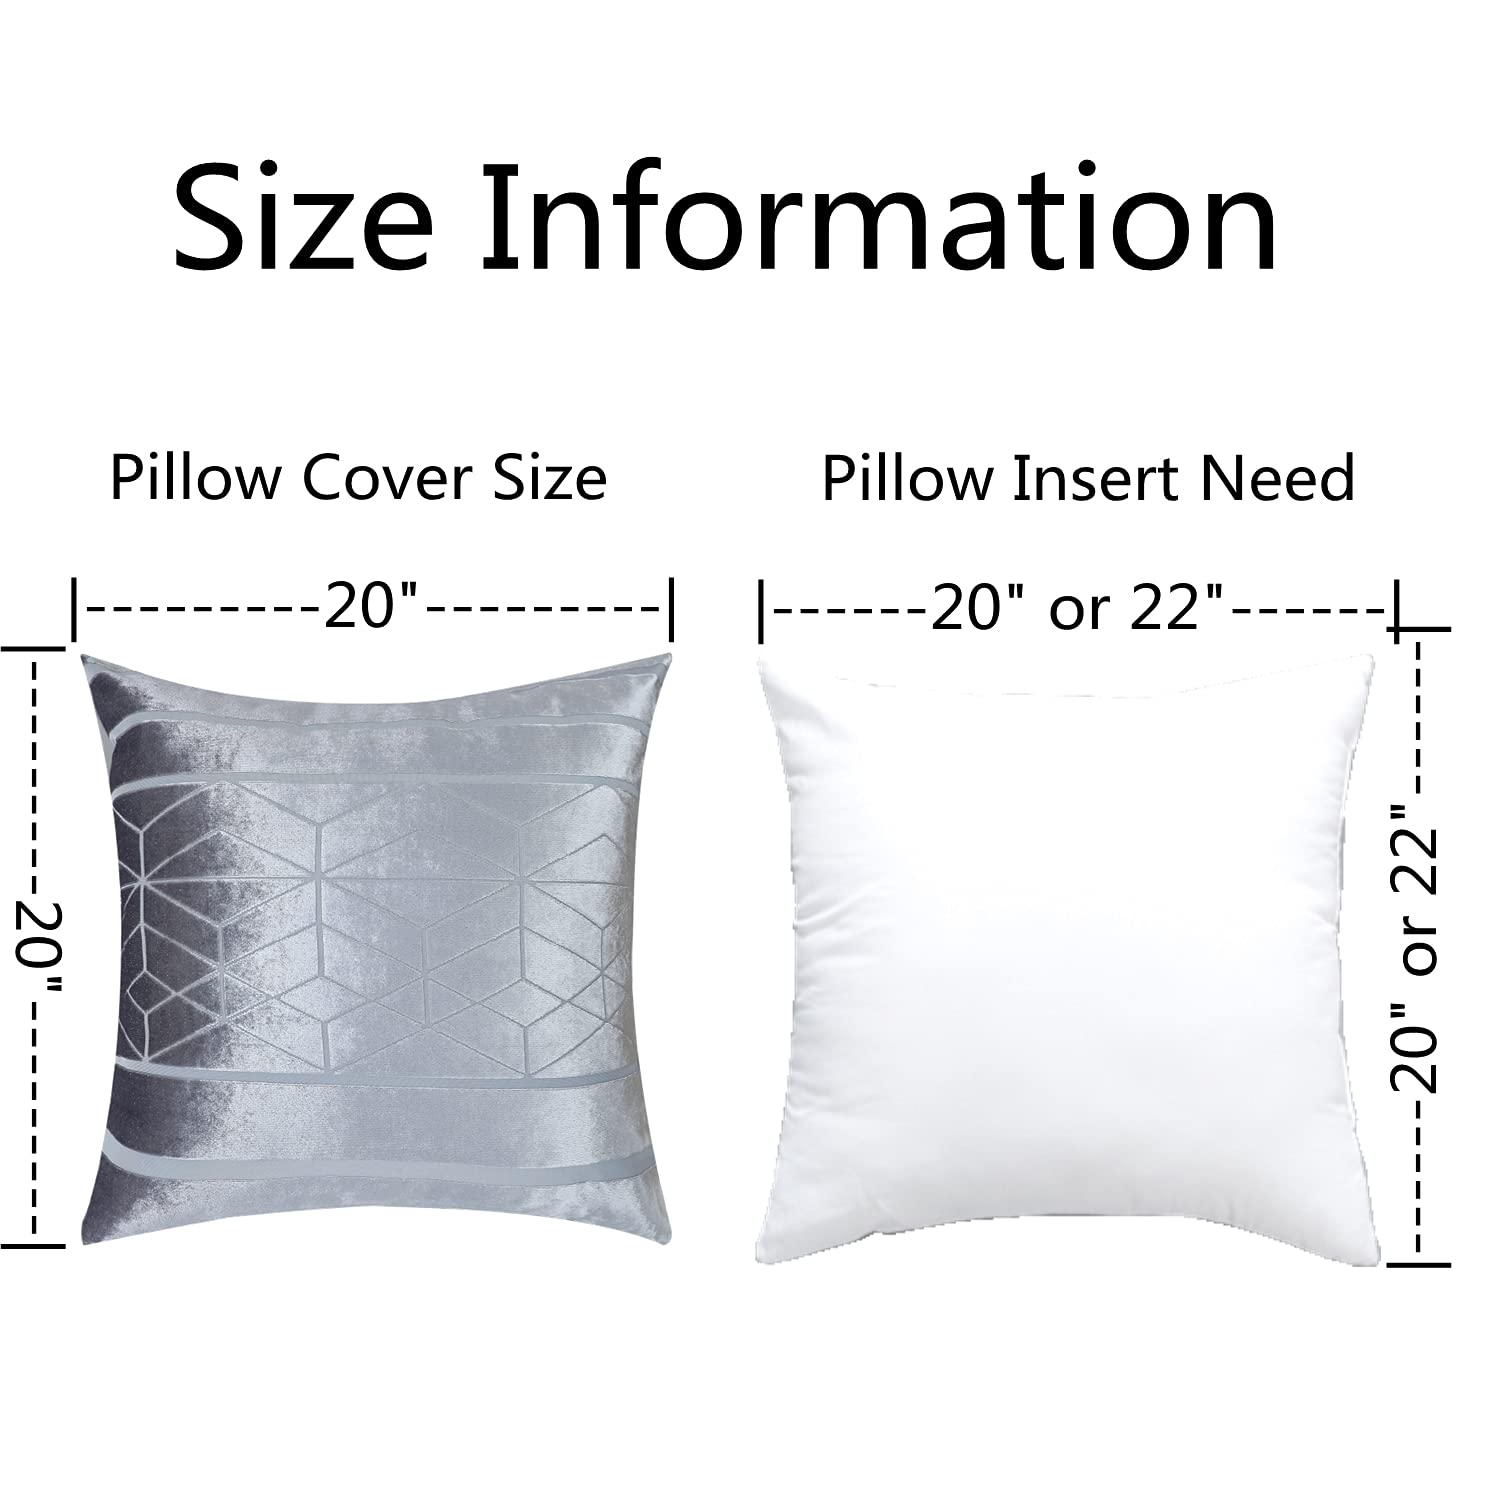 Size Information
Pillow Cover Size
Pillow Insert Need
20"
20" or 22"
20"
20" or 22"